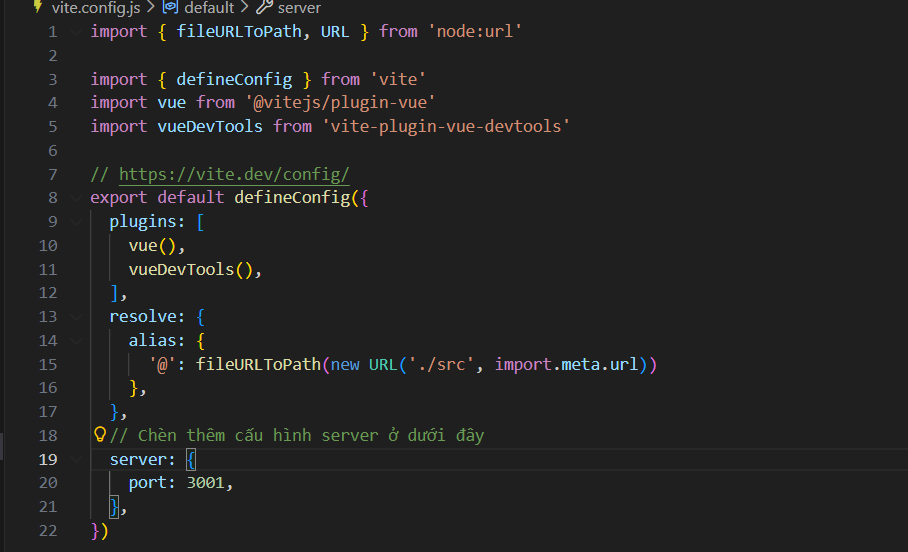 vite.config.js > default > server
1 import { fileURLToPath, URL } from 'node:url'
2
3 import { defineConfig } from 'vite'
4 import vue from '@vitejs/plugin-vue'
5 import vueDevTools from 'vite-plugin-vue-devtools'
6
7 // https://vite.dev/config/
8 export default defineConfig({
9   plugins: [
10     vue(),
11     vueDevTools(),
12   ],
13   resolve: {
14     alias: {
15       '@': fileURLToPath(new URL('./src', import.meta.url))
16     },
17   },
18   // Chèn thêm cấu hình server ở dưới đây
19   server: {
20     port: 3001,
21   },
22 })